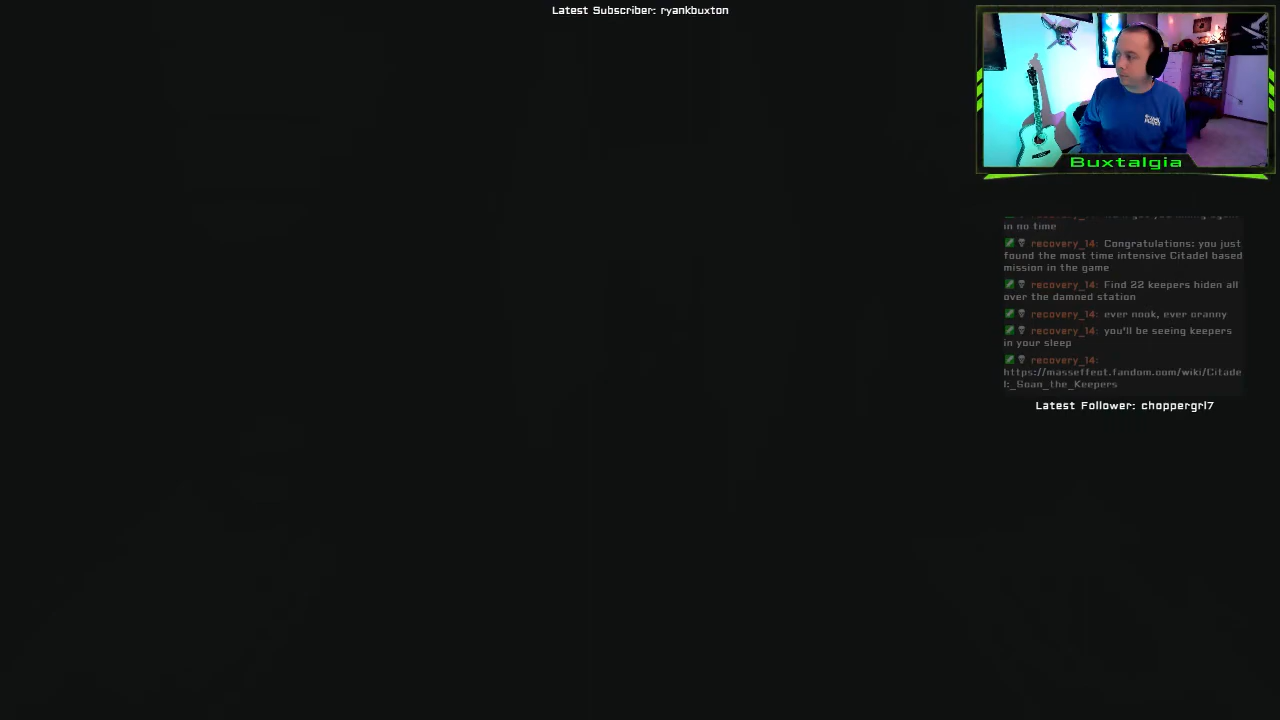 Latest Subscriber: ryankbuxton
Buxtalgia
in no time
recovery_14: Congratulations: you just
found the most time intensive Citadel based
mission in the game
recovery_14: Find 22 keepers hiden all
over the damned station
recovery_14: ever nook, ever cranny
recovery_14: you'll be seeing keepers
in your sleep
recovery_14:
https://masseffect.fandom.com/wiki/Citade
l:_Scan_the_Keepers
Latest Follower: choppergrl7